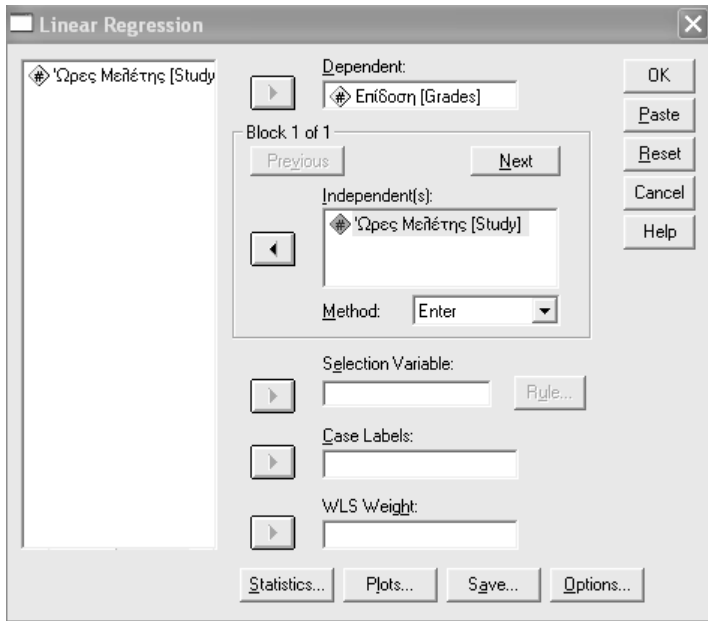 Linear Regression
'Ώρες Μελέτης [Study
Dependent:
Επίδοση [Grades]
Block 1 of 1
Previous
Next
Independent(s):
'Ώρες Μελέτης [Study]
Method:
Enter
Selection Variable:
Rule...
Case Labels:
WLS Weight:
Statistics...
Plots...
Save...
Options...
OK
Paste
Reset
Cancel
Help